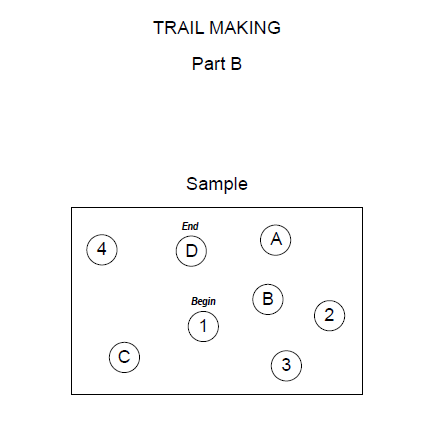 TRAIL MAKING
Part B
Sample
End
4 D A
Begin
B
1 2
C 3